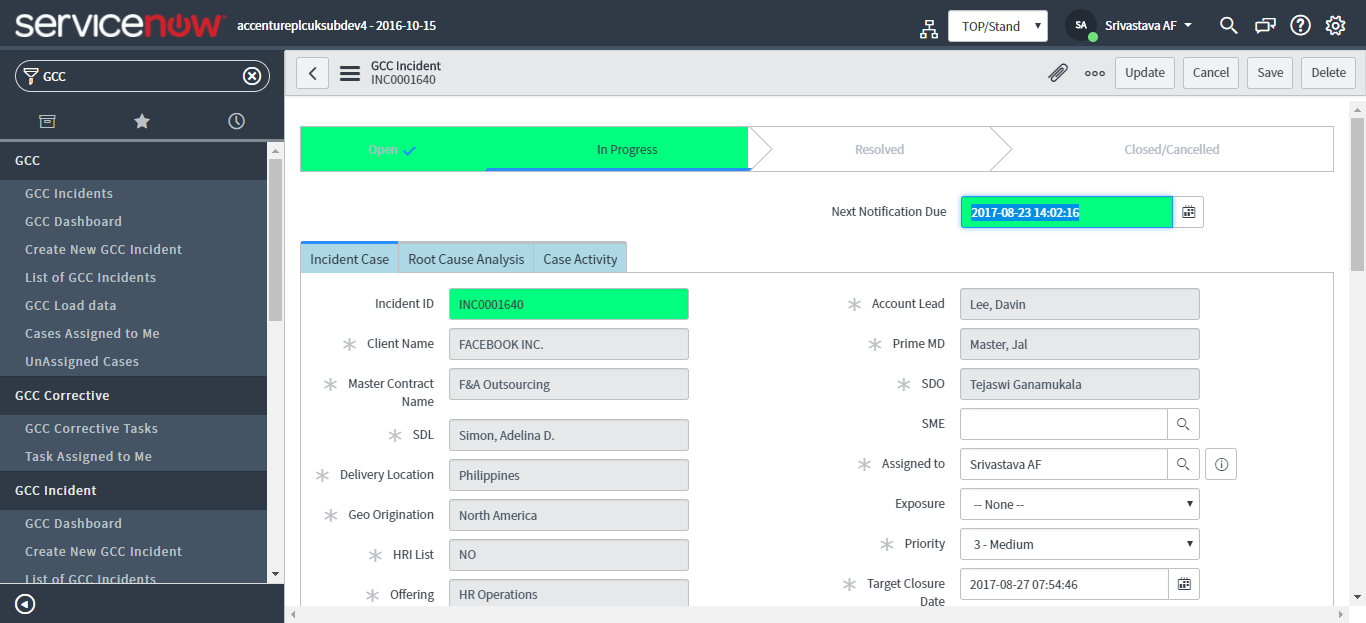 servicenow accentureplcuksubdev4 - 2016-10-15 TOP/Stand SA Srivastava AF
GCC
GCC Incident
INC0001640
Update Cancel Save Delete
GCC
GCC Incidents
GCC Dashboard
Create New GCC Incident
List of GCC Incidents
GCC Load data
Cases Assigned to Me
UnAssigned Cases
GCC Corrective
GCC Corrective Tasks
Task Assigned to Me
GCC Incident
GCC Dashboard
Create New GCC Incident
List of GCC Incidents
Open In Progress Resolved Closed/Cancelled
Next Notification Due 2017-08-23 14:02:16
Incident Case Root Cause Analysis Case Activity
Incident ID INC0001640
Client Name FACEBOOK INC.
Master Contract Name F&A Outsourcing
SDL Simon, Adelina D.
Delivery Location Philippines
Geo Origination North America
HRI List NO
Offering HR Operations
Account Lead Lee, Davin
Prime MD Master, Jal
SDO Tejaswi Ganamukala
SME
Assigned to Srivastava AF
Exposure -- None --
Priority 3 - Medium
Target Closure Date 2017-08-27 07:54:46